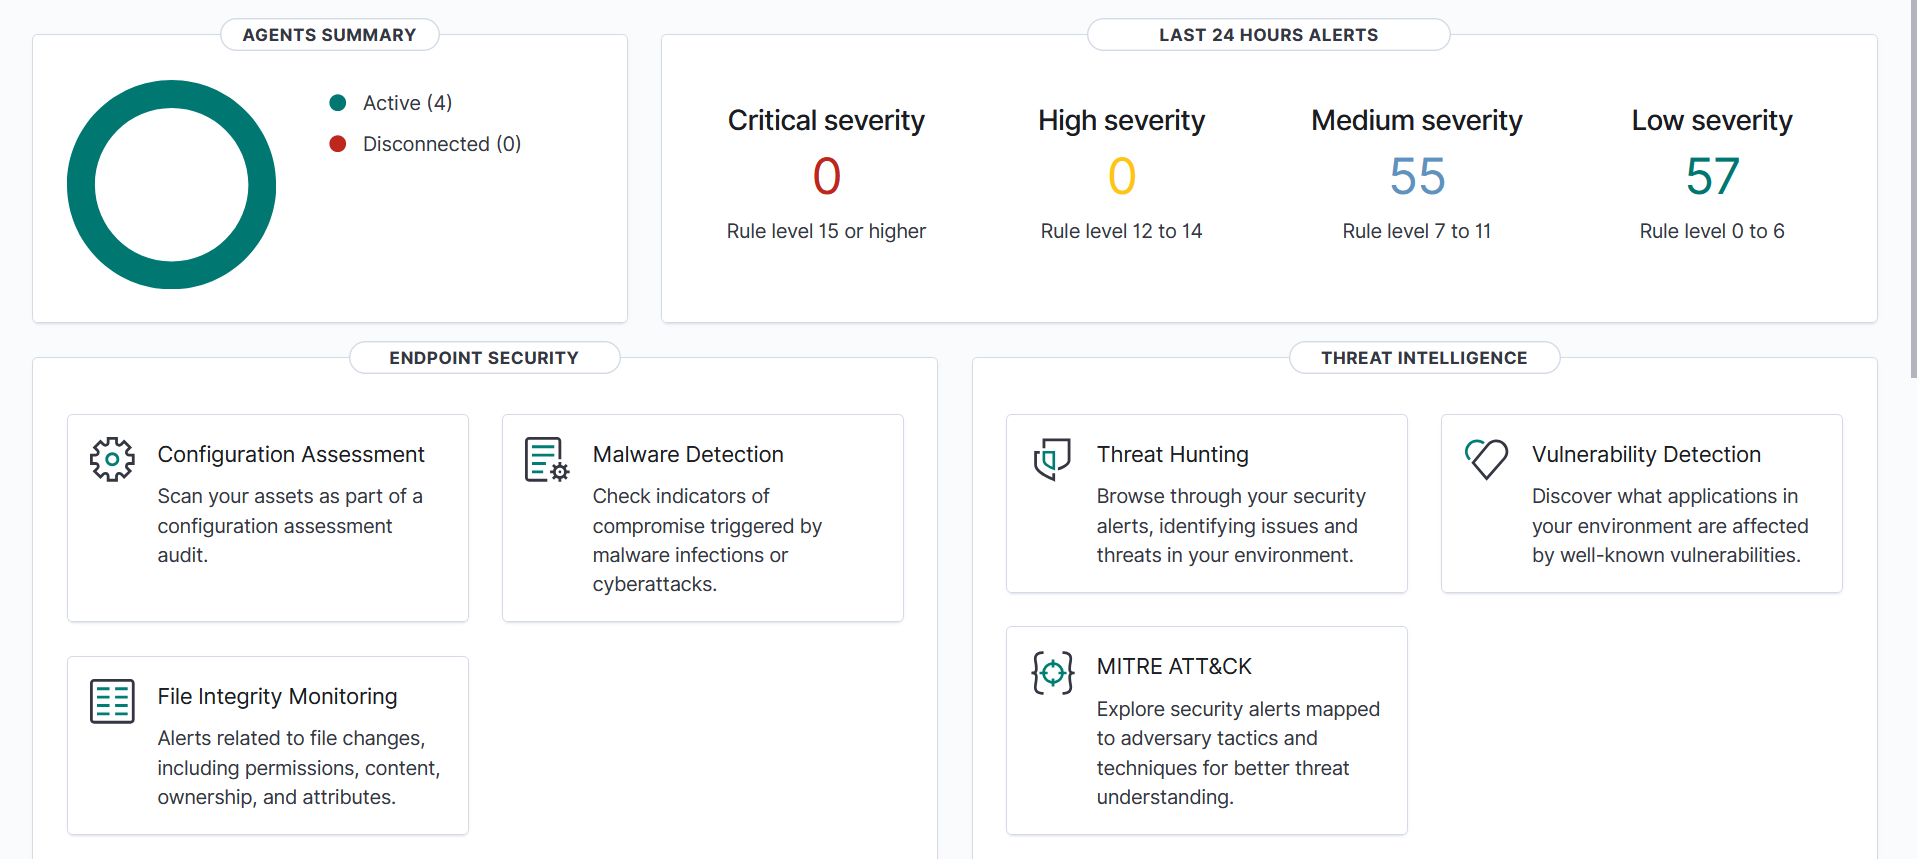 AGENTS SUMMARY
Active (4)
Disconnected (0)
LAST 24 HOURS ALERTS
Critical severity
0
Rule level 15 or higher
High severity
0
Rule level 12 to 14
Medium severity
55
Rule level 7 to 11
Low severity
57
Rule level 0 to 6
ENDPOINT SECURITY
Configuration Assessment
Scan your assets as part of a
configuration assessment
audit.
Malware Detection
Check indicators of
compromise triggered by
malware infections or
cyberattacks.
File Integrity Monitoring
Alerts related to file changes,
including permissions, content,
ownership, and attributes.
THREAT INTELLIGENCE
Threat Hunting
Browse through your security
alerts, identifying issues and
threats in your environment.
Vulnerability Detection
Discover what applications in
your environment are affected
by well-known vulnerabilities.
MITRE ATT&CK
Explore security alerts mapped
to adversary tactics and
techniques for better threat
understanding.